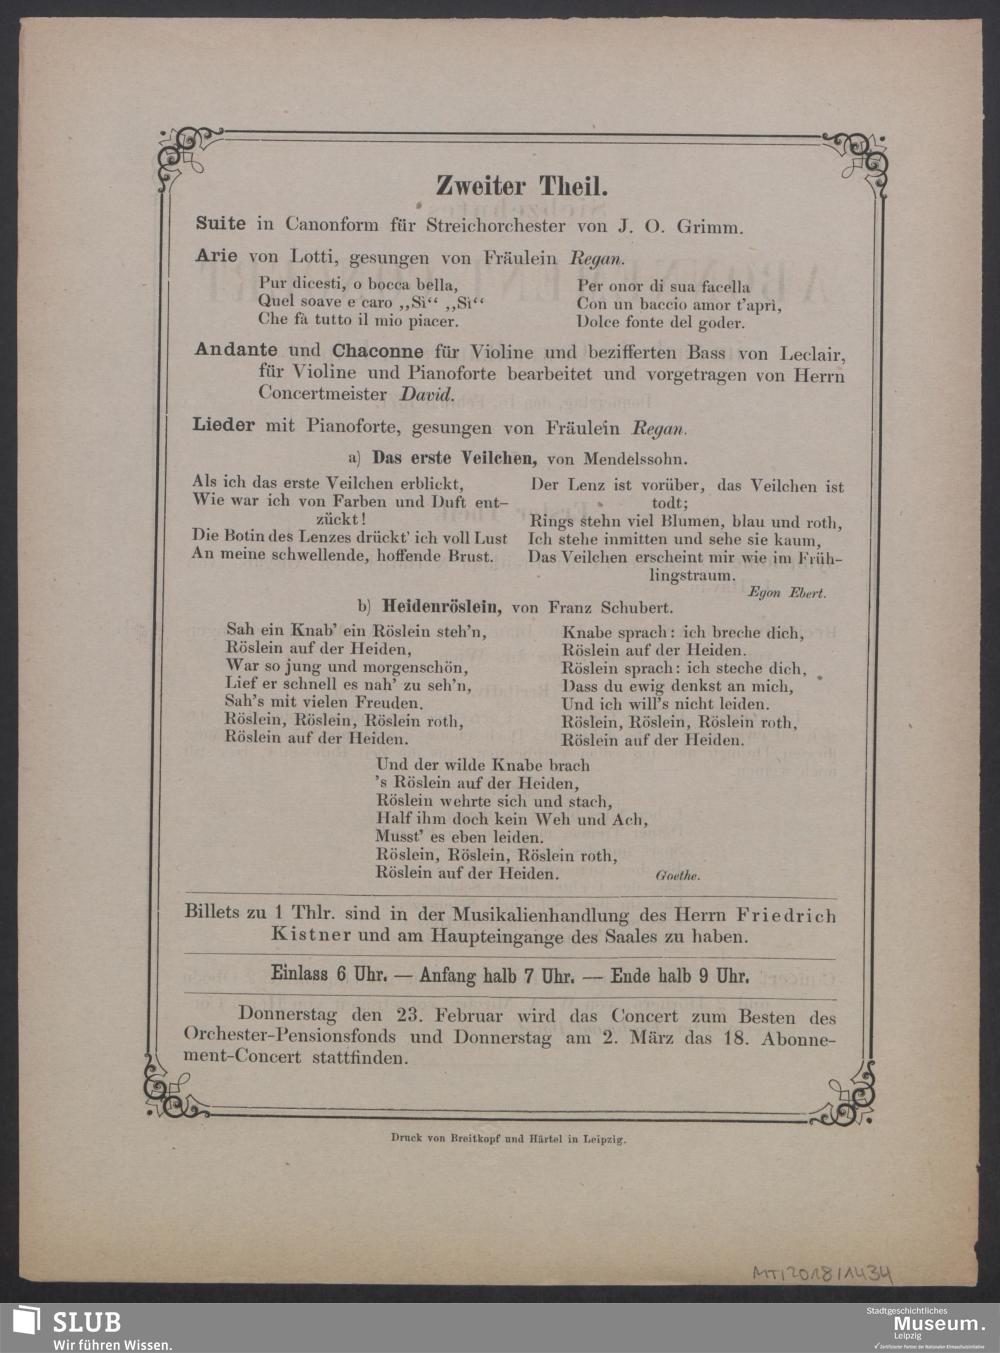 Zweiter Theil.
Suite in Canonform für Streichorchester von J. O. Grimm.
Arie von Lotti, gesungen von Fräulein Regan.
Pur dicesti, o bocca bella,
Quel soave e caro „Sì“ „Sì“
Che fà tutto il mio piacer.
Per onor di sua facella
Con un baccio amor t'aprì,
Dolce fonte del goder.
Andante und Chaconne für Violine und bezifferten Bass von Leclair,
für Violine und Pianoforte bearbeitet und vorgetragen von Herrn
Concertmeister David.
Lieder mit Pianoforte, gesungen von Fräulein Regan.
a) Das erste Veilchen, von Mendelssohn.
Als ich das erste Veilchen erblickt,
Wie war ich von Farben und Duft ent-
zückt!
Die Botin des Lenzes drückt' ich voll Lust
An meine schwellende, hoffende Brust.
Der Lenz ist vorüber, das Veilchen ist
todt;
Rings stehn viel Blumen, blau und roth,
Ich stehe inmitten und sehe sie kaum,
Das Veilchen erscheint mir wie im Früh-
lingstraum.
Egon Ebert.
b) Heidenröslein, von Franz Schubert.
Sah ein Knab' ein Röslein steh'n,
Röslein auf der Heiden,
War so jung und morgenschön,
Lief er schnell es nah' zu seh'n,
Sah's mit vielen Freuden.
Röslein, Röslein, Röslein roth,
Röslein auf der Heiden.
Knabe sprach: ich breche dich,
Röslein auf der Heiden.
Röslein sprach: ich steche dich,
Dass du ewig denkst an mich,
Und ich will's nicht leiden.
Röslein, Röslein, Röslein roth,
Röslein auf der Heiden.
Und der wilde Knabe brach
's Röslein auf der Heiden,
Röslein wehrte sich und stach,
Half ihm doch kein Weh und Ach,
Musst' es eben leiden.
Röslein, Röslein, Röslein roth,
Röslein auf der Heiden.
Goethe.
Billets zu 1 Thlr. sind in der Musikalienhandlung des Herrn Friedrich
Kistner und am Haupteingange des Saales zu haben.
Einlass 6 Uhr. — Anfang halb 7 Uhr. — Ende halb 9 Uhr.
Donnerstag den 23. Februar wird das Concert zum Besten des
Orchester-Pensionsfonds und Donnerstag am 2. März das 18. Abonne-
ment-Concert stattfinden.
Druck von Breitkopf und Härtel in Leipzig.
MT/2018/1434
SLUB
Wir führen Wissen.
Stadtgeschichtliches
Museum.
Leipzig
Zertifizierter Partner der Nationalen Klimaschutzinitiative